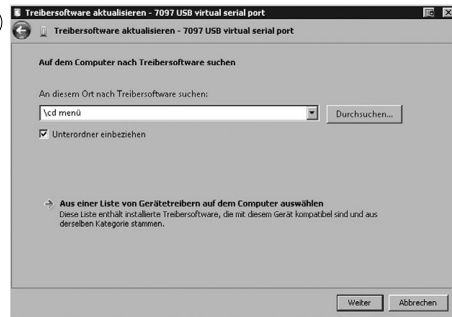 Treibersoftware aktualisieren - 7097 USB virtual serial port
Treibersoftware aktualisieren - 7097 USB virtual serial port
Auf dem Computer nach Treibersoftware suchen
An diesem Ort nach Treibersoftware suchen:
\cd menü
Durchsuchen...
Unterordner einbeziehen
Aus einer Liste von Gerätetreibern auf dem Computer auswählen
Diese Liste enthält installierte Treibersoftware, die mit diesem Gerät kompatibel sind und aus
derselben Kategorie stammen.
Weiter
Abbrechen